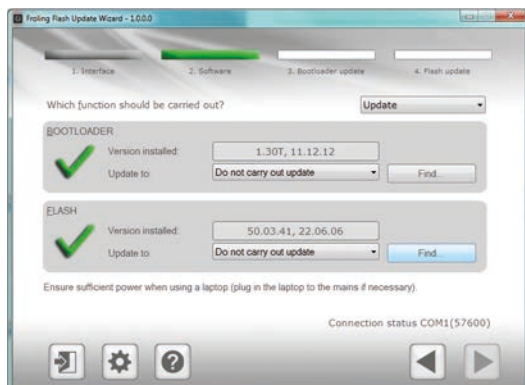 Froling Flash Update Wizard - 1.0.0.0
1. Interface 2. Software 3. Bootloader update 4. Flash update
Which function should be carried out? Update
BOOTLOADER
Version installed: 1.30T, 11.12.12
Update to Do not carry out update Find...
FLASH
Version installed: 50.03.41, 22.06.06
Update to Do not carry out update Find...
Ensure sufficient power when using a laptop (plug in the laptop to the mains if necessary).
Connection status COM1(57600)